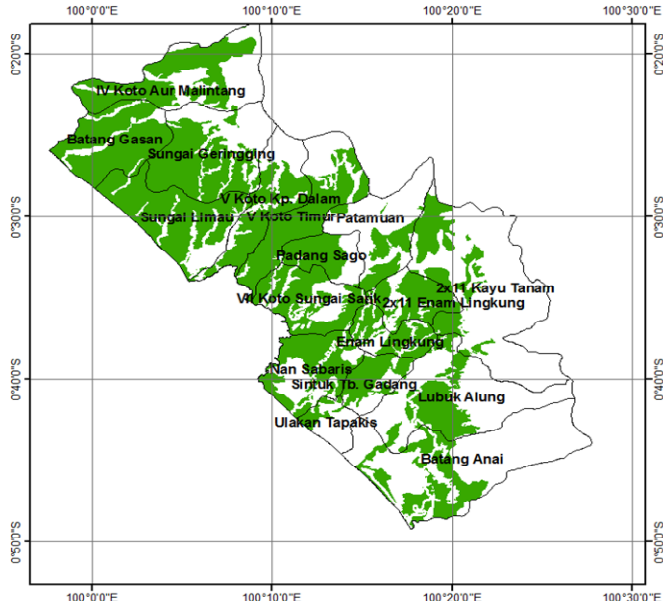 100°0'0"E 100°10'0"E 100°20'0"E 100°30'0"E
0°20'0"S 0°20'0"S
IV Koto Aur Malintang
Batang Gasan
Sungai Geringging
V Koto Kp. Dalam
Sungai Limau V Koto Timur Patamuan
0°30'0"S 0°30'0"S
Padang Sago
2x11 Kayu Tanam
VII Koto Sungai Sarik 2x11 Enam Lingkung
Enam Lingkung
Nan Sabaris
0°40'0"S 0°40'0"S
Sintuk Tb. Gadang
Lubuk Alung
Ulakan Tapakis
Batang Anai
0°50'0"S 0°50'0"S
100°0'0"E 100°10'0"E 100°20'0"E 100°30'0"E